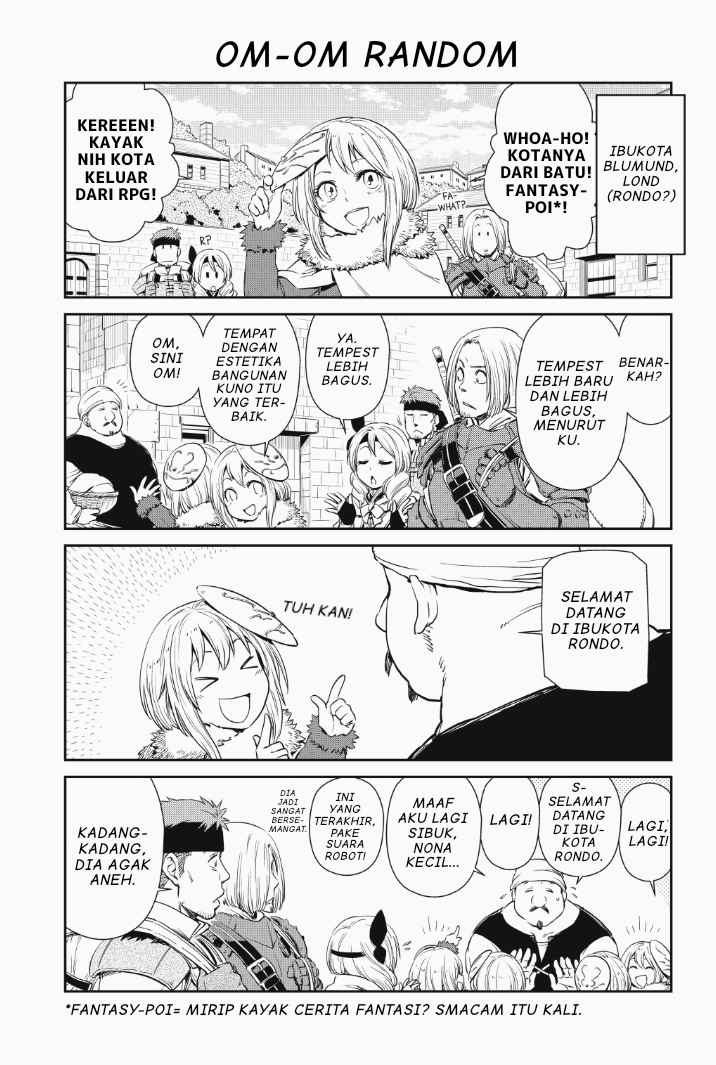 OM-OM RANDOM
IBUKOTA
BLUMUND,
LOND
(RONDO?)
WHOA-HO!
KOTANYA
DARI BATU!
FANTASY-
POI*!
FA-
WHAT?
KEREEEN!
KAYAK
NIH KOTA
KELUAR
DARI RPG!
RP
BENAR-
KAH?
TEMPEST
LEBIH BARU
DAN LEBIH
BAGUS,
MENURUT
KU.
YA.
TEMPEST
LEBIH
BAGUS.
TEMPAT
DENGAN
ESTETIKA
BANGUNAN
KUNO ITU
YANG TER-
BAIK.
OM,
SINI
OM!
SELAMAT
DATANG
DI IBUKOTA
RONDO.
TUH KAN!
LAGI,
LAGI!
S-
SELAMAT
DATANG
DI IBU-
KOTA
RONDO.
LAGI!
MAAF
AKU LAGI
SIBUK,
NONA
KECIL...
INI
YANG
TERAKHIR,
PAKE
SUARA
ROBOT!
DIA
JADI
SANGAT
BERSE-
MANGAT.
KADANG-
KADANG,
DIA AGAK
ANEH.
*FANTASY-POI= MIRIP KAYAK CERITA FANTASI? SMACAM ITU KALI.